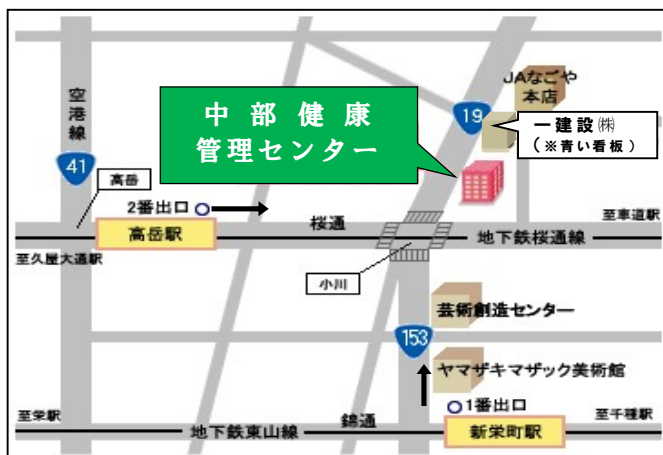 JAなごや
本店
空港線
中部健康
管理センター
19
一建設㈱
(※青い看板)
41
高岳
2番出口
至車道駅
桜通
高岳駅
地下鉄桜通線
至久屋大通駅
小川
芸術創造センター
153
ヤマザキマザック美術館
1番出口
至栄駅
錦通
至千種駅
地下鉄東山線
新栄町駅